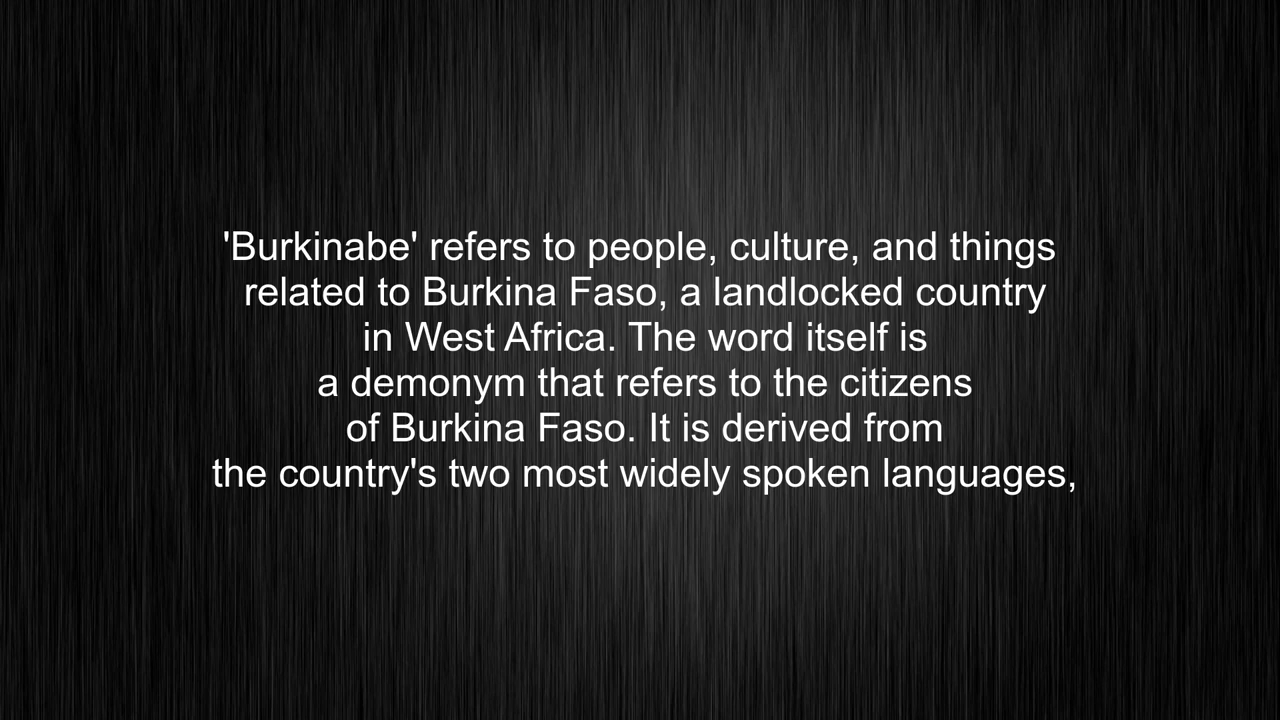 'Burkinabe' refers to people, culture, and things
related to Burkina Faso, a landlocked country
in West Africa. The word itself is
a demonym that refers to the citizens
of Burkina Faso. It is derived from
the country's two most widely spoken languages,